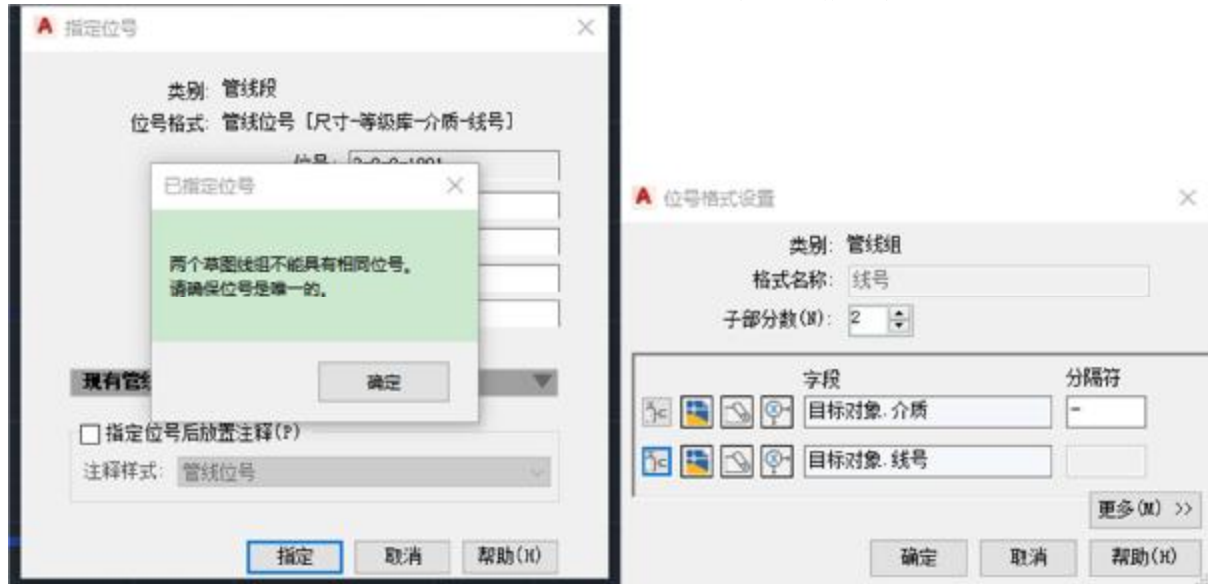 指定位号
类别: 管线段
位号格式: 管线位号 [尺寸-等级库-介质-线号]
已指定位号
两个草图线组不能具有相同位号。
请确保位号是唯一的。
确定
指定位号后放置注释(P)
注释样式: 管线位号
指定 取消 帮助(H)
位号格式设置
类别: 管线组
格式名称: 线号
子部分数(N): 2
字段 分隔符
目标对象.介质 -
目标对象.线号
更多(M) >>
确定 取消 帮助(H)